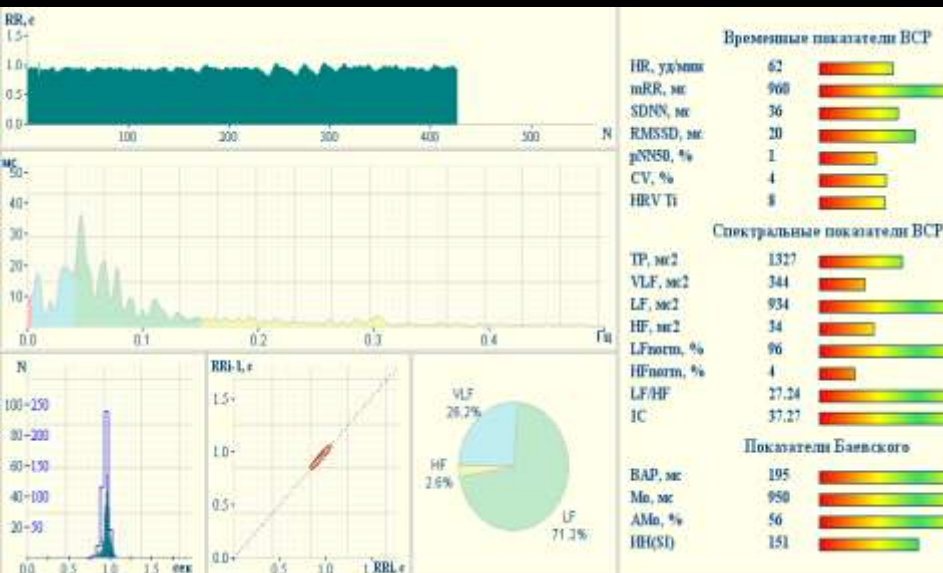 RR, с
1.5
1.0
0.5
0.0
100 200 300 400 500 N
мс
50
40
30
20
10
0.0 0.1 0.2 0.3 0.4 Гц
N
100 250
80 200
60 150
40 100
20 50
0.0 0.5 1.0 1.5 сек
RRi-1, с
1.5
1.0
0.5
0.0
0.5 1.0 RRi, с
VLF
26.2%
HF
2.6%
LF
71.2%
Временные показатели ВСР
HR, уд/мин 62
mRR, мс 960
SDNN, мс 36
RMSSD, мс 20
pNN50, % 1
CV, % 4
HRV Ti 8
Спектральные показатели ВСР
TP, мс2 1327
VLF, мс2 344
LF, мс2 934
HF, мс2 34
LFnorm, % 96
HFnorm, % 4
LF/HF 27.24
IC 37.27
Показатели Баевского
ВАР, мс 195
Мо, мс 950
АМо, % 56
ИН(SI) 151